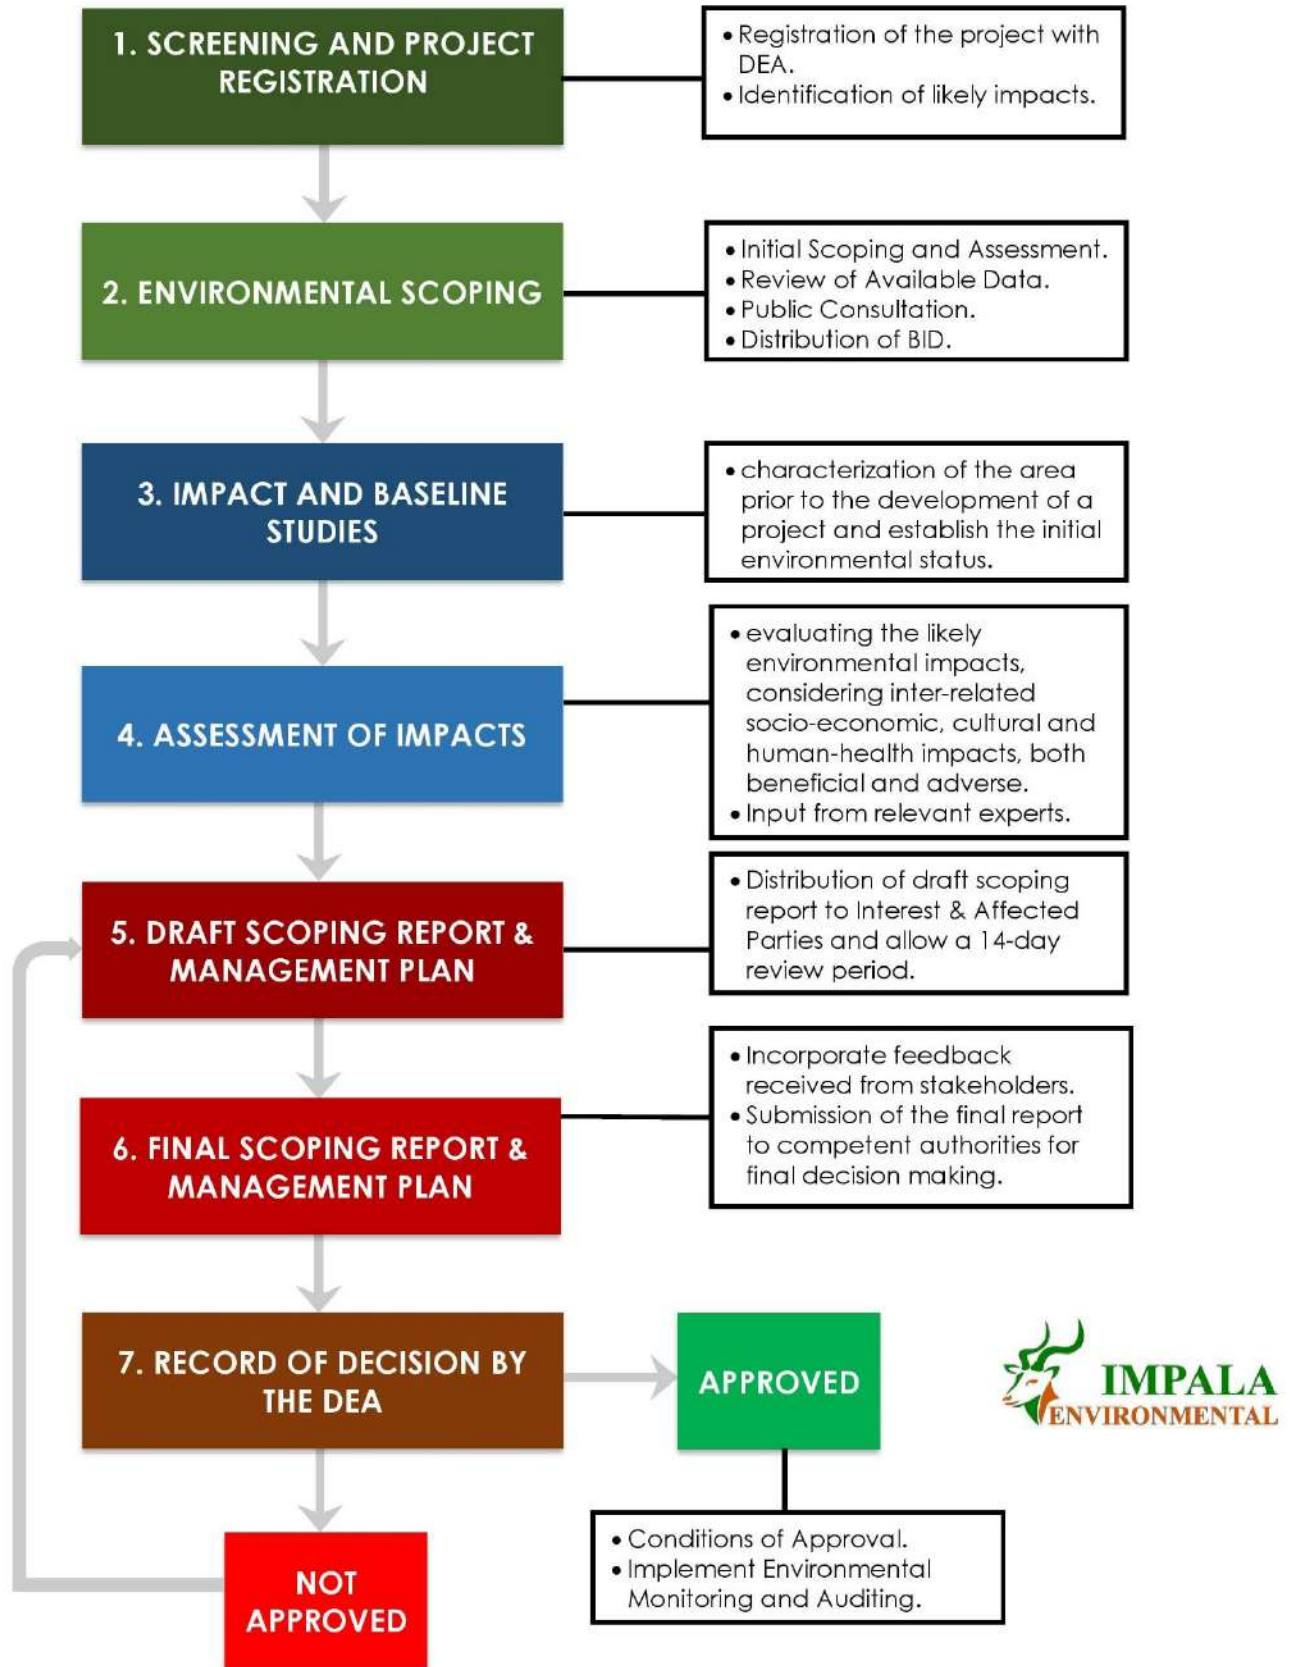 1. SCREENING AND PROJECT
REGISTRATION
• Registration of the project with
DEA.
• Identification of likely impacts.
2. ENVIRONMENTAL SCOPING
• Initial Scoping and Assessment.
• Review of Available Data.
• Public Consultation.
• Distribution of BID.
3. IMPACT AND BASELINE
STUDIES
• characterization of the area
prior to the development of a
project and establish the initial
environmental status.
4. ASSESSMENT OF IMPACTS
• evaluating the likely
environmental impacts,
considering inter-related
socio-economic, cultural and
human-health impacts, both
beneficial and adverse.
• Input from relevant experts.
5. DRAFT SCOPING REPORT &
MANAGEMENT PLAN
• Distribution of draft scoping
report to Interest & Affected
Parties and allow a 14-day
review period.
6. FINAL SCOPING REPORT &
MANAGEMENT PLAN
• Incorporate feedback
received from stakeholders.
• Submission of the final report
to competent authorities for
final decision making.
7. RECORD OF DECISION BY
THE DEA
APPROVED
IMPALA
ENVIRONMENTAL
• Conditions of Approval.
• Implement Environmental
Monitoring and Auditing.
NOT
APPROVED